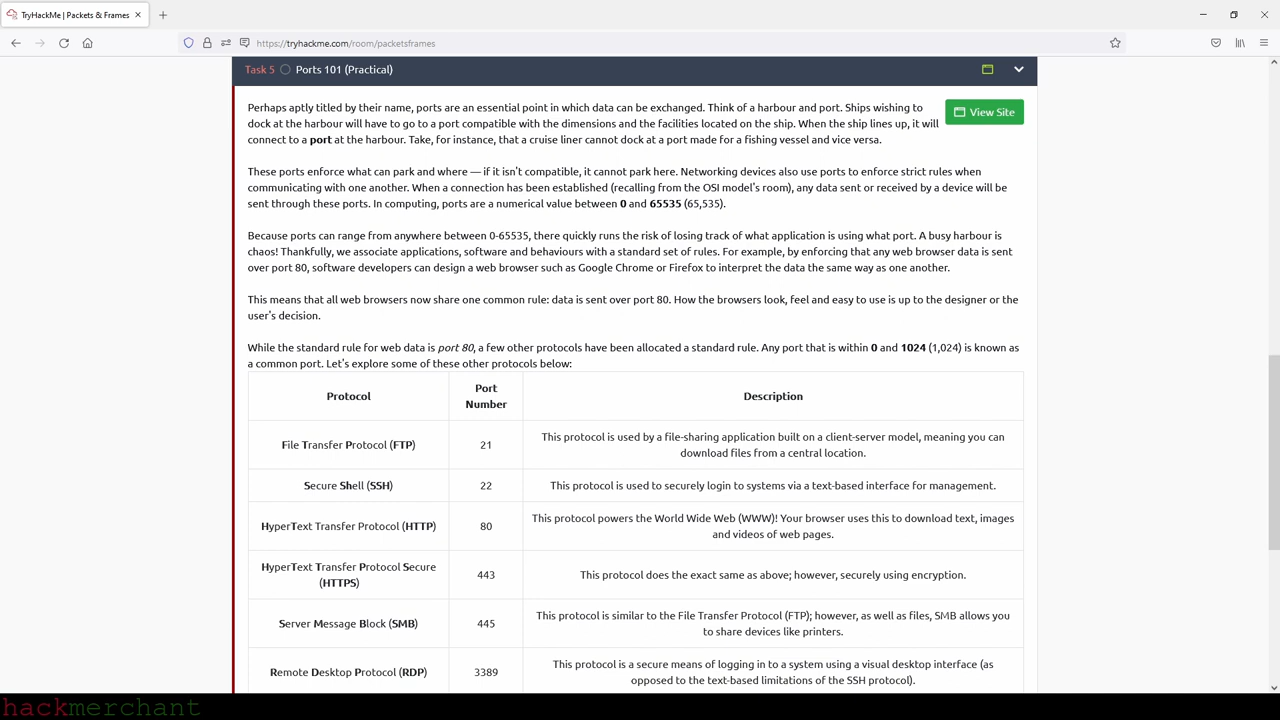 TryHackMe | Packets & Frames
https://tryhackme.com/room/packetsframes
Task 5 Ports 101 (Practical)
View Site
Perhaps aptly titled by their name, ports are an essential point in which data can be exchanged. Think of a harbour and port. Ships wishing to
dock at the harbour will have to go to a port compatible with the dimensions and the facilities located on the ship. When the ship lines up, it will
connect to a port at the harbour. Take, for instance, that a cruise liner cannot dock at a port made for a fishing vessel and vice versa.
These ports enforce what can park and where — if it isn't compatible, it cannot park here. Networking devices also use ports to enforce strict rules when
communicating with one another. When a connection has been established (recalling from the OSI model's room), any data sent or received by a device will be
sent through these ports. In computing, ports are a numerical value between 0 and 65535 (65,535).
Because ports can range from anywhere between 0-65535, there quickly runs the risk of losing track of what application is using what port. A busy harbour is
chaos! Thankfully, we associate applications, software and behaviours with a standard set of rules. For example, by enforcing that any web browser data is sent
over port 80, software developers can design a web browser such as Google Chrome or Firefox to interpret the data the same way as one another.
This means that all web browsers now share one common rule: data is sent over port 80. How the browsers look, feel and easy to use is up to the designer or the
user's decision.
While the standard rule for web data is port 80, a few other protocols have been allocated a standard rule. Any port that is within 0 and 1024 (1,024) is known as
a common port. Let's explore some of these other protocols below:
Protocol
Port
Number
Description
File Transfer Protocol (FTP)
21
This protocol is used by a file-sharing application built on a client-server model, meaning you can
download files from a central location.
Secure Shell (SSH)
22
This protocol is used to securely login to systems via a text-based interface for management.
HyperText Transfer Protocol (HTTP)
80
This protocol powers the World Wide Web (WWW)! Your browser uses this to download text, images
and videos of web pages.
HyperText Transfer Protocol Secure
(HTTPS)
443
This protocol does the exact same as above; however, securely using encryption.
Server Message Block (SMB)
445
This protocol is similar to the File Transfer Protocol (FTP); however, as well as files, SMB allows you
to share devices like printers.
Remote Desktop Protocol (RDP)
3389
This protocol is a secure means of logging in to a system using a visual desktop interface (as
opposed to the text-based limitations of the SSH protocol).
hackmerchant